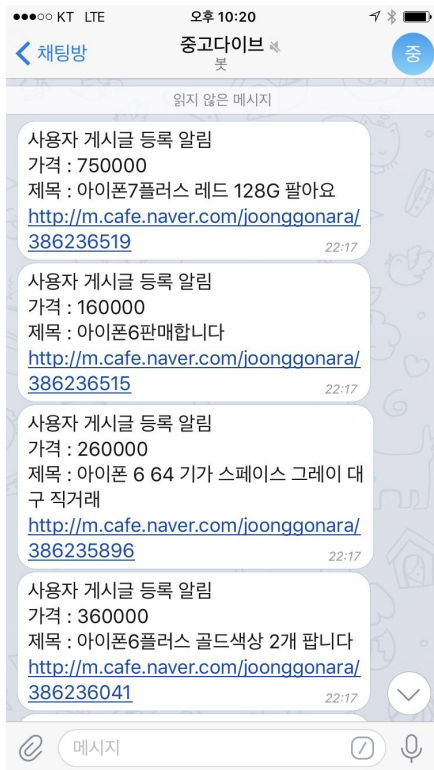 KT LTE 오후 10:20
채팅방 중고다이브 중
봇
읽지 않은 메시지
사용자 게시글 등록 알림
가격 : 750000
제목 : 아이폰7플러스 레드 128G 팔아요
http://m.cafe.naver.com/joonggonara/
386236519 22:17
사용자 게시글 등록 알림
가격 : 160000
제목 : 아이폰6판매합니다
http://m.cafe.naver.com/joonggonara/
386236515 22:17
사용자 게시글 등록 알림
가격 : 260000
제목 : 아이폰 6 64 기가 스페이스 그레이 대
구 직거래
http://m.cafe.naver.com/joonggonara/
386235896 22:17
사용자 게시글 등록 알림
가격 : 360000
제목 : 아이폰6플러스 골드색상 2개 팝니다
http://m.cafe.naver.com/joonggonara/
386236041 22:17
메시지